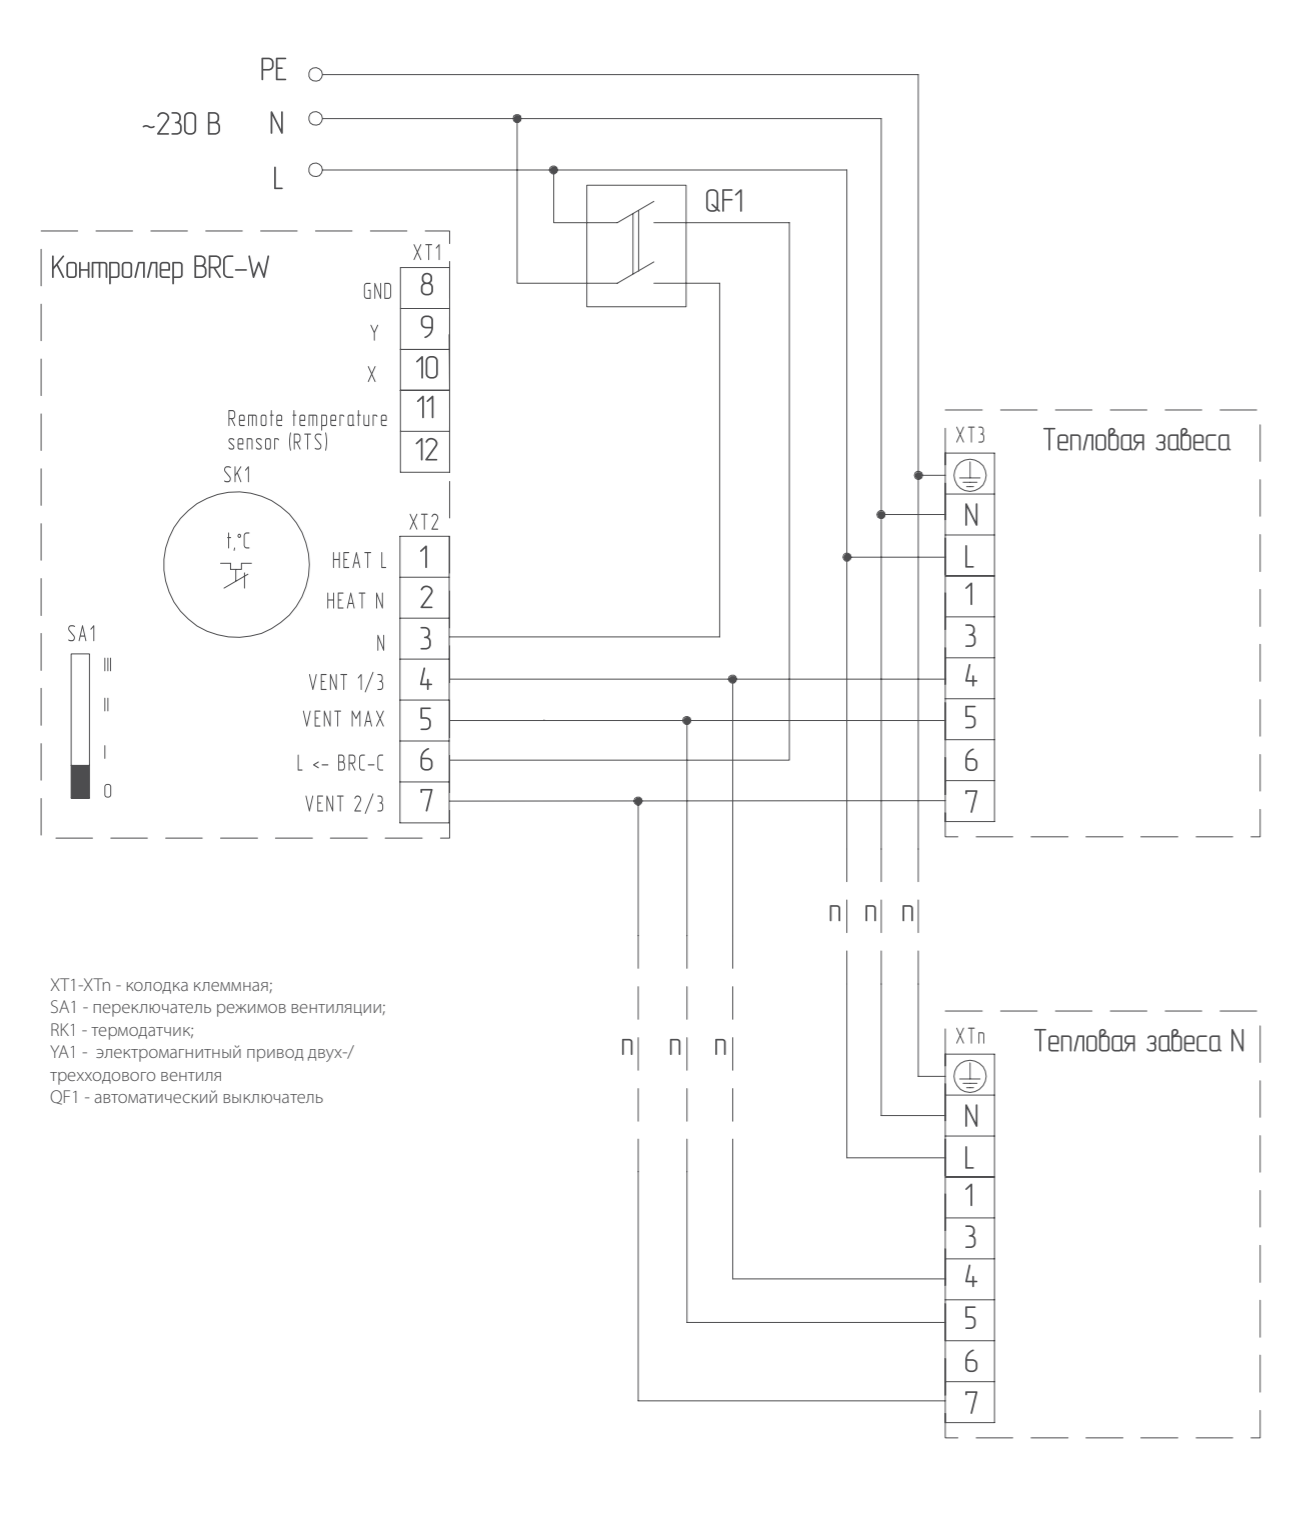 PE
~230 В
N
L
QF1
Контроллер BRC-W
XT1
GND 8
Y 9
X 10
Remote temperature 11
sensor (RTS) 12
SK1
t,°C
XT2
HEAT L 1
HEAT N 2
N 3
VENT 1/3 4
VENT MAX 5
L <- BRC-C 6
VENT 2/3 7
SA1
III
II
I
0
XT3
Тепловая завеса
N
L
1
3
4
5
6
7
n n n
n n n
XT1-XTn - колодка клеммная;
SA1 - переключатель режимов вентиляции;
RK1 - термодатчик;
YA1 - электромагнитный привод двух-/
трехходового вентиля
QF1 - автоматический выключатель
XTn
Тепловая завеса N
N
L
1
3
4
5
6
7